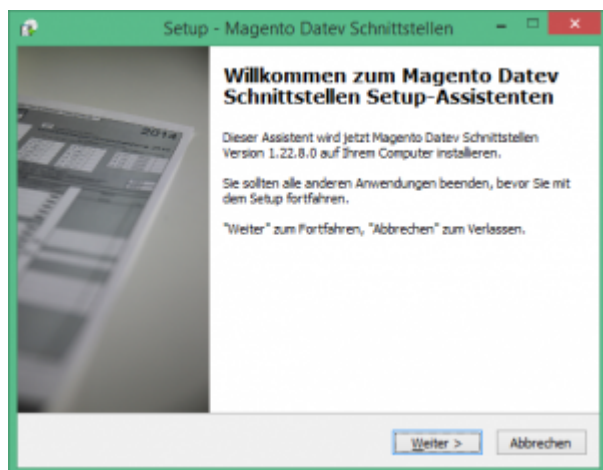 Setup - Magento Datev Schnittstellen
2014
Willkommen zum Magento Datev
Schnittstellen Setup-Assistenten
Dieser Assistent wird jetzt Magento Datev Schnittstellen
Version 1.22.8.0 auf Ihrem Computer installieren.
Sie sollten alle anderen Anwendungen beenden, bevor Sie mit
dem Setup fortfahren.
"Weiter" zum Fortfahren, "Abbrechen" zum Verlassen.
Weiter >
Abbrechen